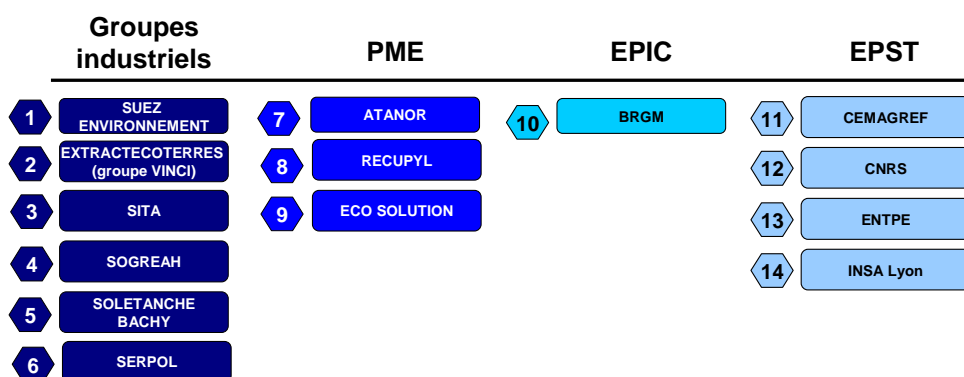 Groupes
industriels
PME
EPIC
EPST
1
SUEZ
ENVIRONNEMENT
2
EXTRACTECOTERRES
(groupe VINCI)
3
SITA
4
SOGREAH
5
SOLETANCHE
BACHY
6
SERPOL
7
ATANOR
8
RECUPYL
9
ECO SOLUTION
10
BRGM
11
CEMAGREF
12
CNRS
13
ENTPE
14
INSA Lyon